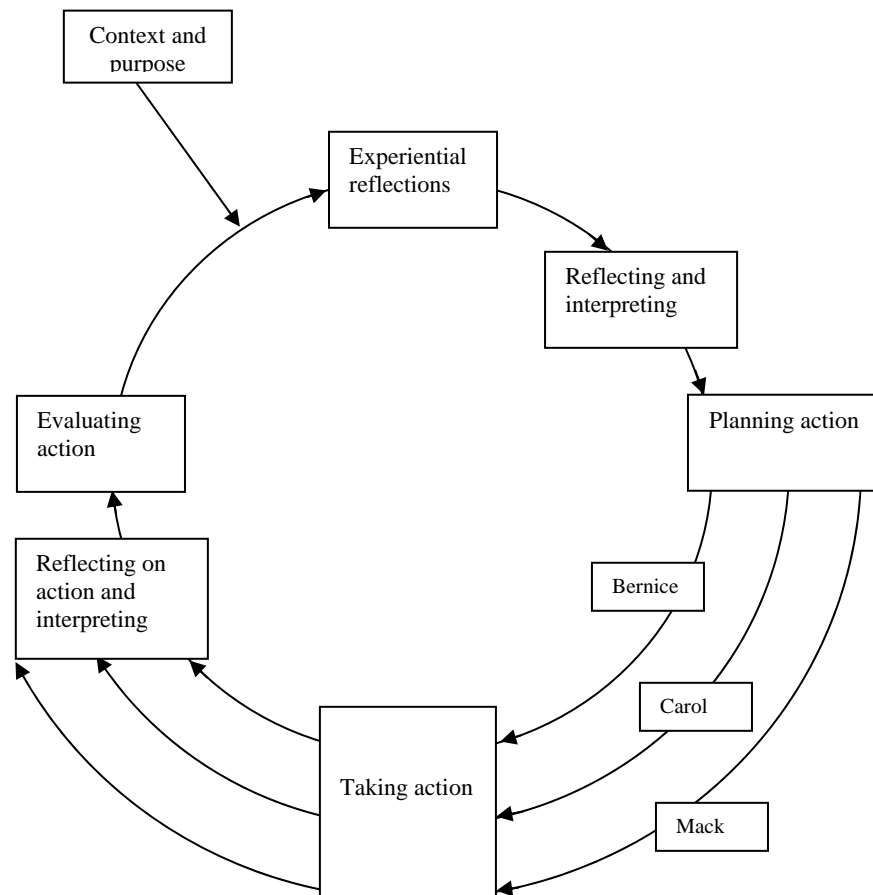 Context and
purpose
Experiential
reflections
Reflecting and
interpreting
Evaluating
action
Planning action
Reflecting on
action and
interpreting
Bernice
Carol
Taking action
Mack